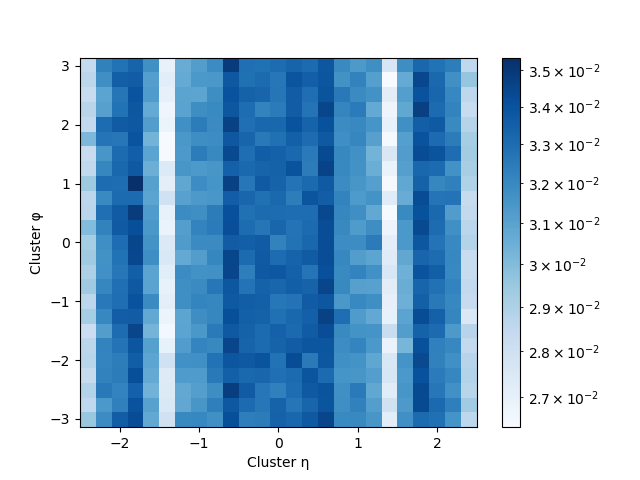 3
2
1
0
−1
−2
−3
−2
−1
0
1
2
Cluster φ
Cluster η
3.5 × 10⁻²
3.4 × 10⁻²
3.3 × 10⁻²
3.2 × 10⁻²
3.1 × 10⁻²
3 × 10⁻²
2.9 × 10⁻²
2.8 × 10⁻²
2.7 × 10⁻²